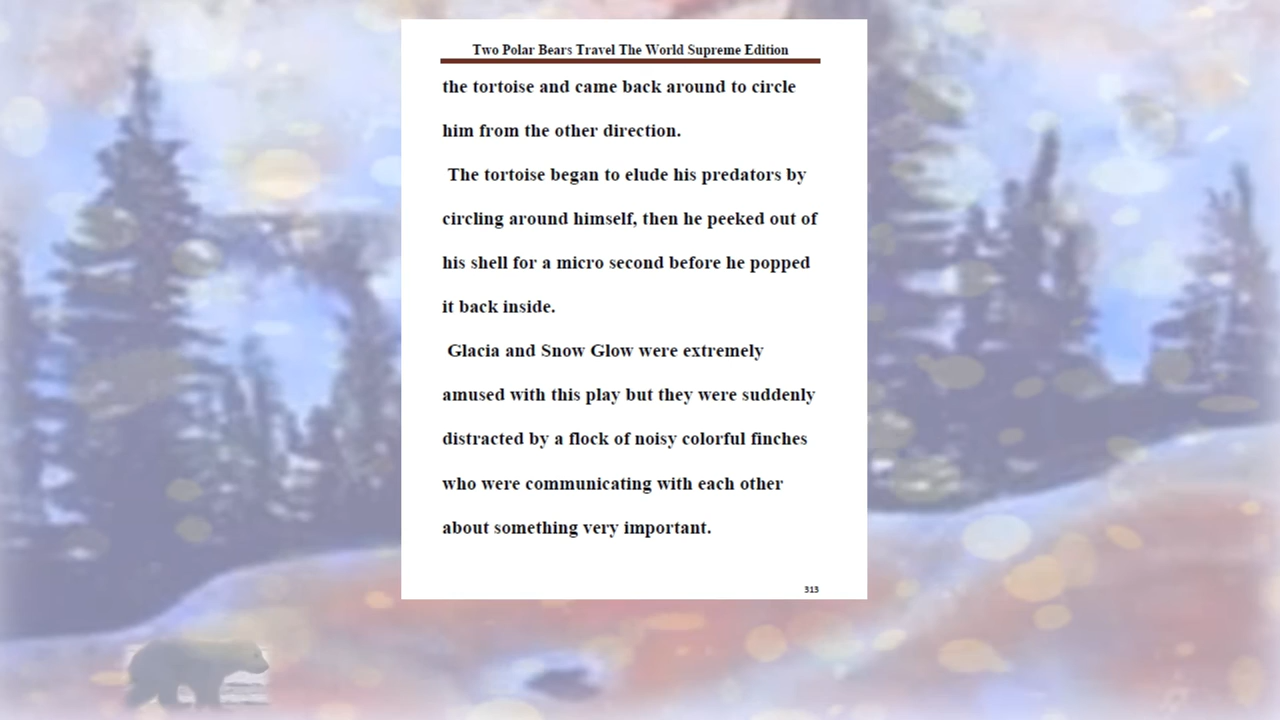 Two Polar Bears Travel The World Supreme Edition
the tortoise and came back around to circle
him from the other direction.
The tortoise began to elude his predators by
circling around himself, then he peeked out of
his shell for a micro second before he popped
it back inside.
Glacia and Snow Glow were extremely
amused with this play but they were suddenly
distracted by a flock of noisy colorful finches
who were communicating with each other
about something very important.
313